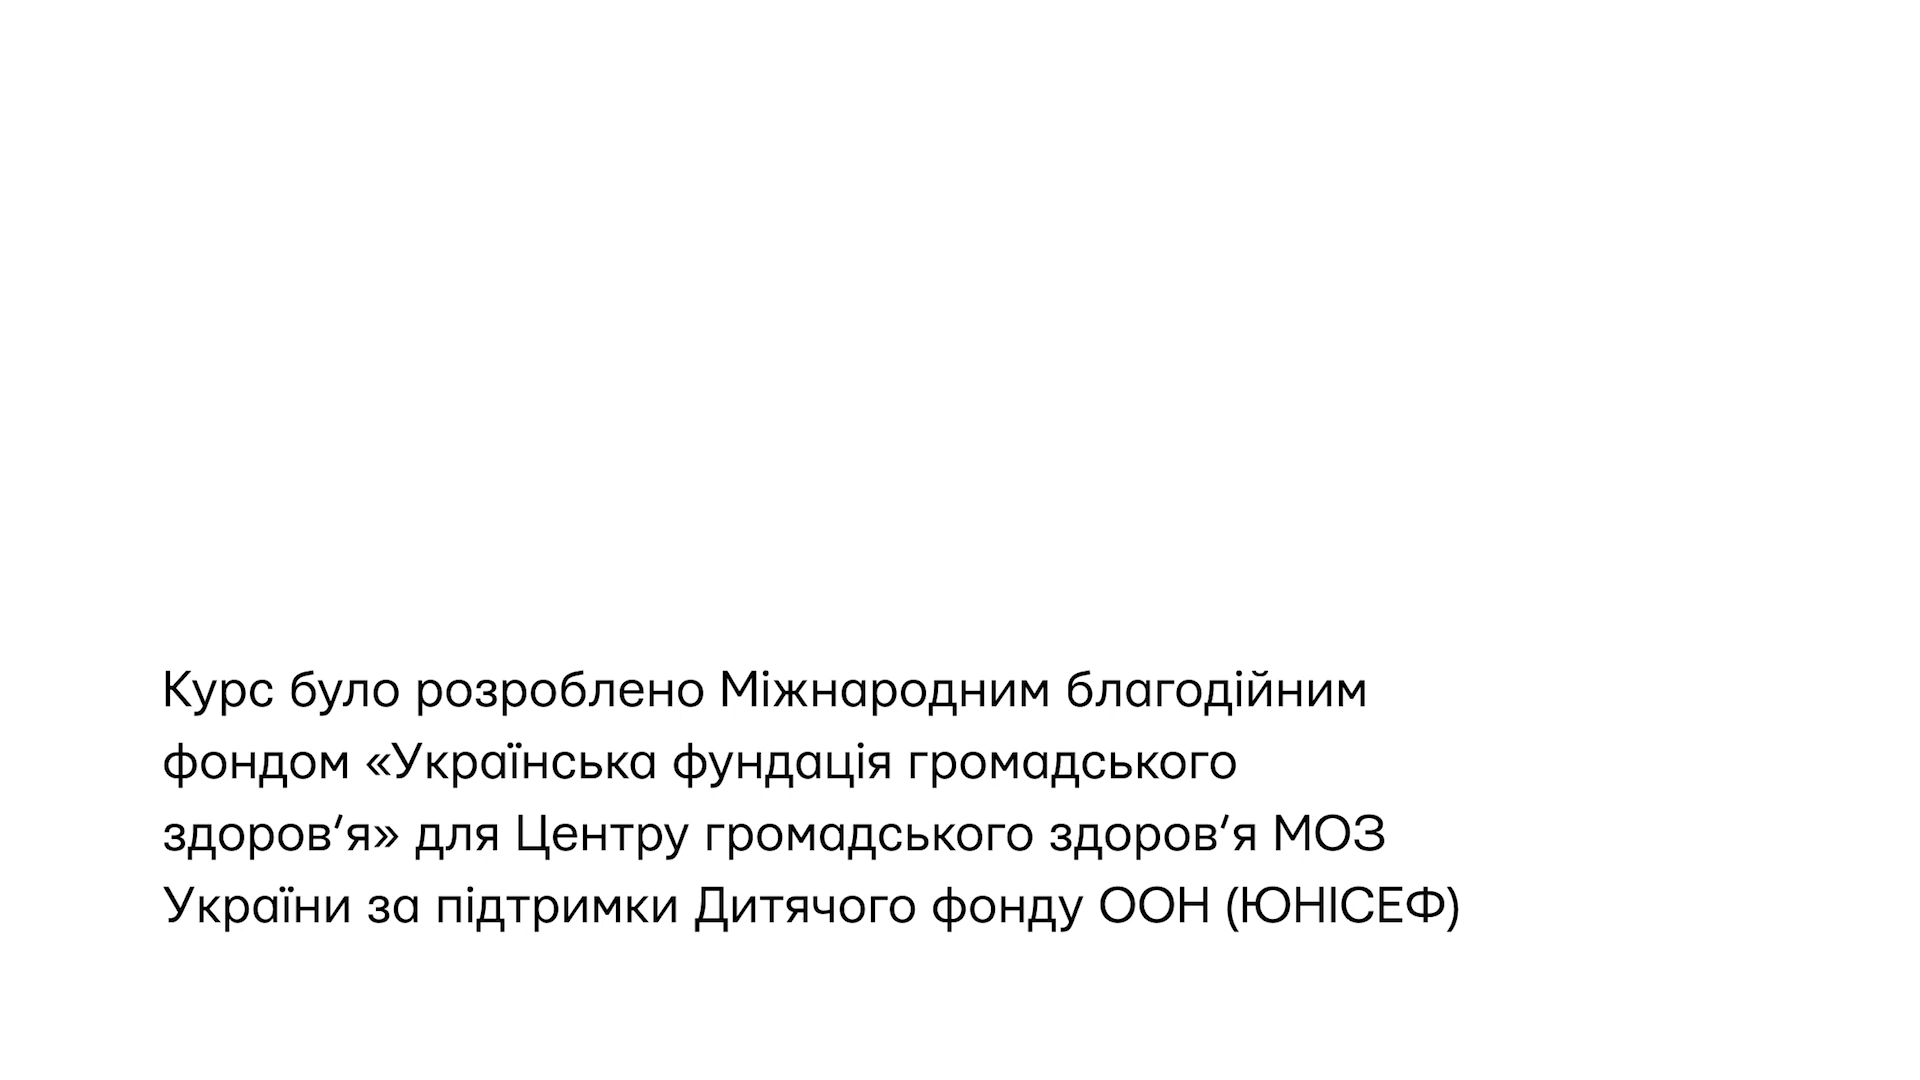 Курс було розроблено Міжнародним благодійним
фондом «Українська фундація громадського
здоров’я» для Центру громадського здоров’я МОЗ
України за підтримки Дитячого фонду ООН (ЮНІСЕФ)